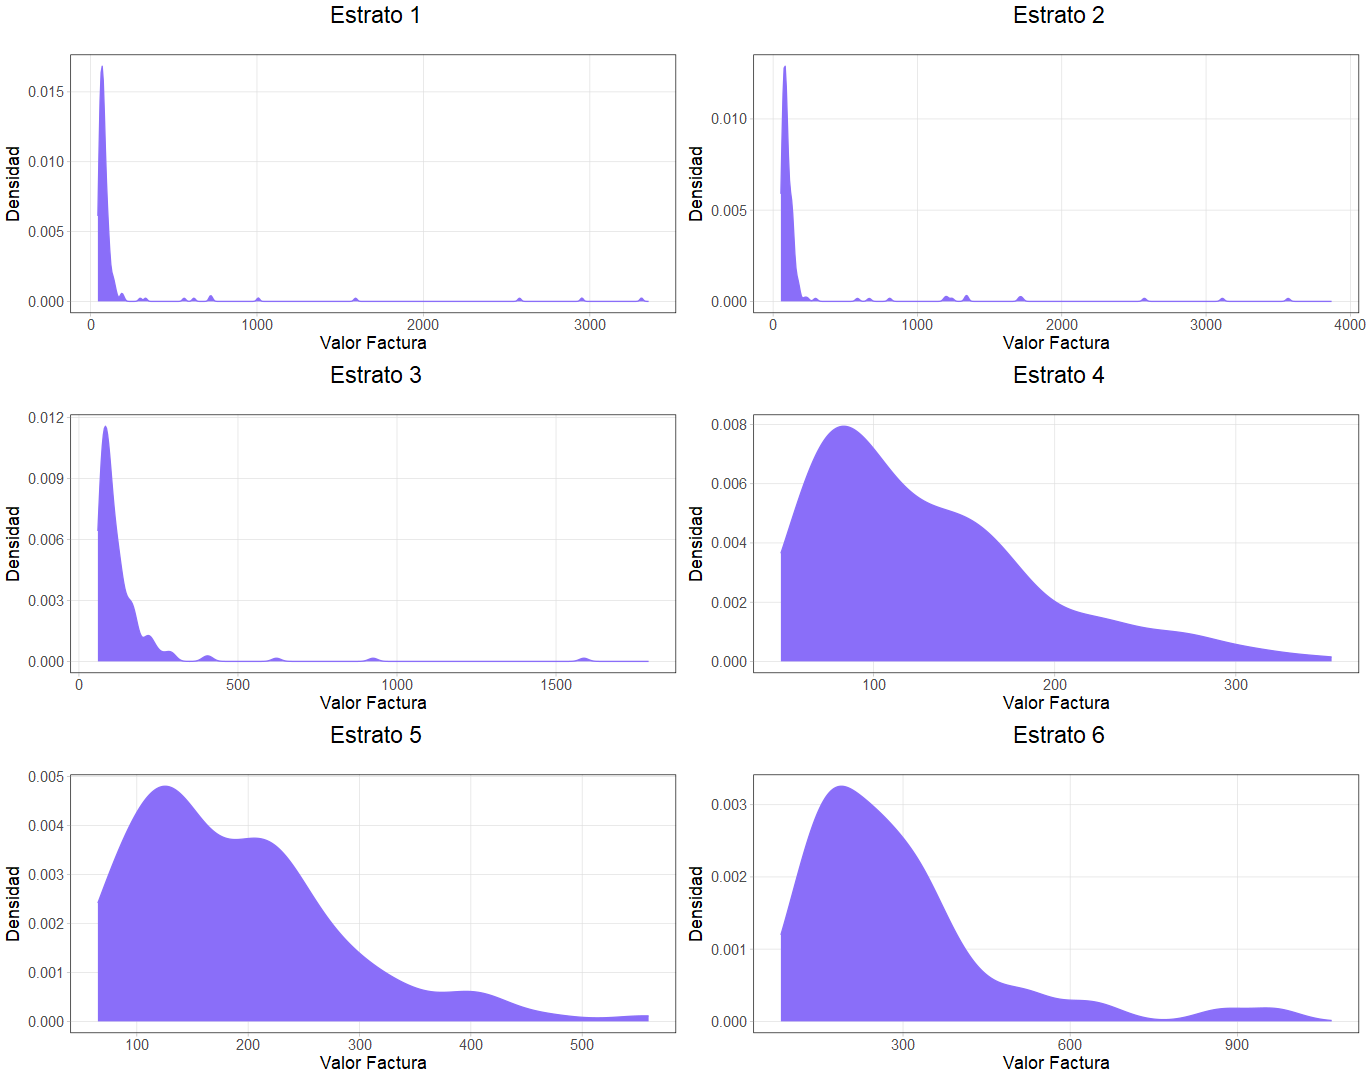 Estrato 1
Densidad
0.015
0.010
0.005
0.000
0 1000 2000 3000
Valor Factura
Estrato 2
Densidad
0.010
0.005
0.000
0 1000 2000 3000 4000
Valor Factura
Estrato 3
Densidad
0.012
0.009
0.006
0.003
0.000
0 500 1000 1500
Valor Factura
Estrato 4
Densidad
0.008
0.006
0.004
0.002
0.000
100 200 300
Valor Factura
Estrato 5
Densidad
0.005
0.004
0.003
0.002
0.001
0.000
100 200 300 400 500
Valor Factura
Estrato 6
Densidad
0.003
0.002
0.001
0.000
300 600 900
Valor Factura